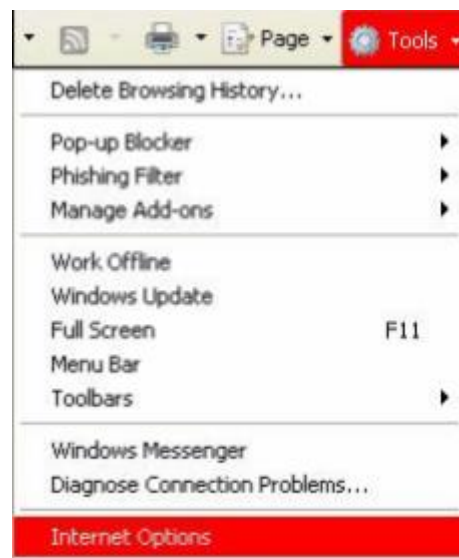 Page Tools
Delete Browsing History...
Pop-up Blocker
Phishing Filter
Manage Add-ons
Work Offline
Windows Update
Full Screen F11
Menu Bar
Toolbars
Windows Messenger
Diagnose Connection Problems...
Internet Options